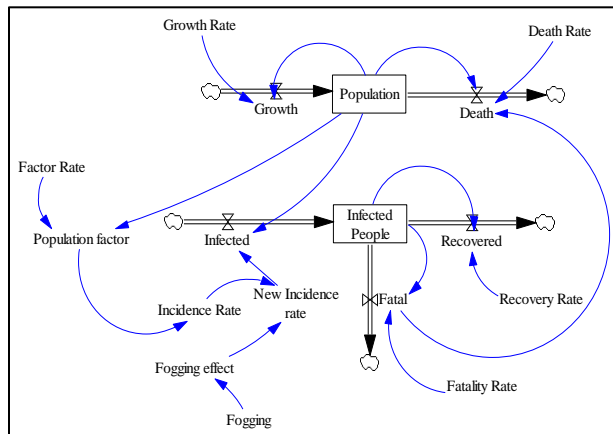 Growth Rate
Death Rate
Population
Growth
Death
Factor Rate
Infected
People
Population factor
Infected
Recovered
Incidence Rate
New Incidence
rate
Fatal
Recovery Rate
Fogging effect
Fatality Rate
Fogging